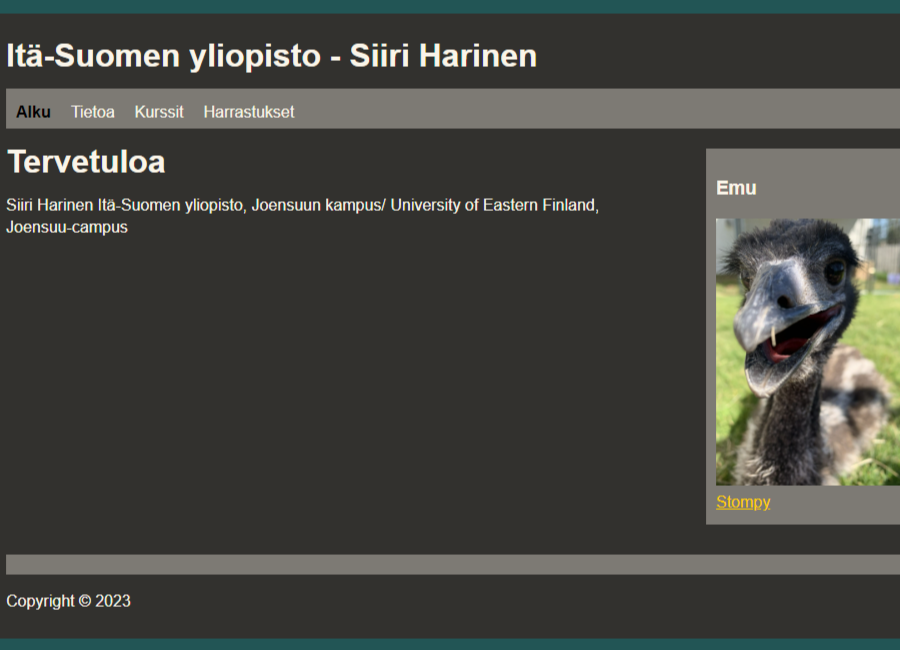 Itä-Suomen yliopisto - Siiri Harinen
Alku Tietoa Kurssit Harrastukset
Tervetuloa
Siiri Harinen Itä-Suomen yliopisto, Joensuun kampus/ University of Eastern Finland,
Joensuu-campus
Emu
Stompy
Copyright © 2023